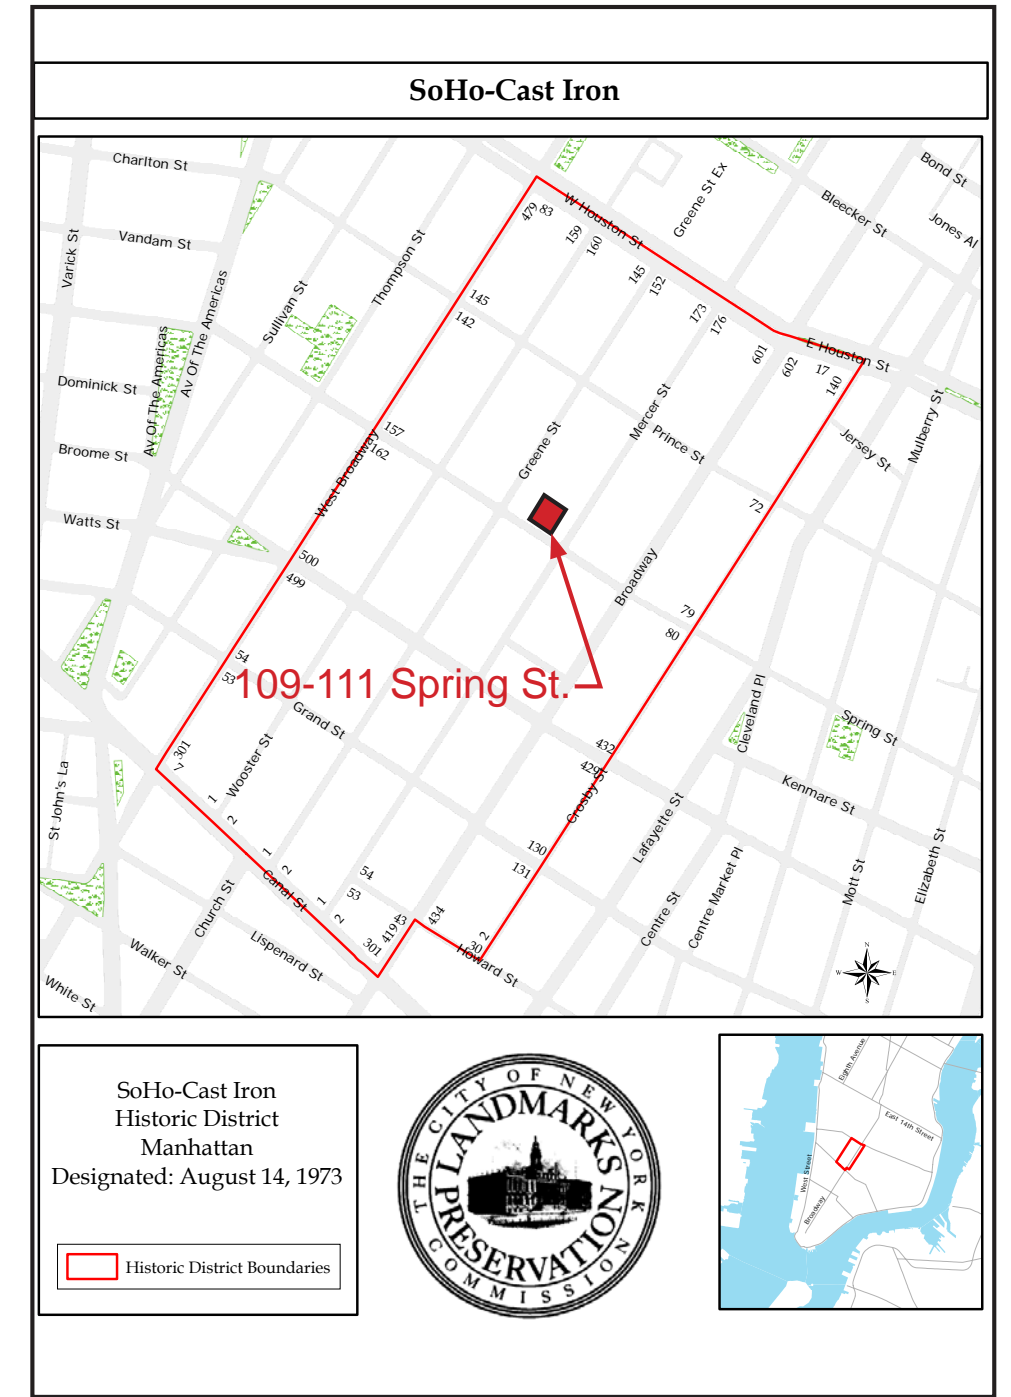 SoHo-Cast Iron
Charlton St
Vandam St
Varick St
Av Of The Americas
Av Of The Americas
Sullivan St
Thompson St
Dominick St
Broome St
Watts St
W Houston St
Greene St Ex
Bleecker St
Bond St
Jones Al
E Houston St
479
83
159
160
145
152
173
176
601
602
17
140
145
142
157
162
West Broadway
Greene St
Mercer St
Prince St
Jersey St
Mulberry St
72
500
499
Broadway
79
80
54
53
109-111 Spring St.
Grand St
Wooster St
301
7
1
2
1
2
1
2
54
53
43
419
301
434
Canal St
Church St
Lispenard St
Walker St
White St
St John's La
432
429
Crosby St
130
131
2
30
Howard St
Cleveland Pl
Spring St
Kenmare St
Lafayette St
Centre St
Centre Market Pl
Mott St
Elizabeth St
N
W
E
S
SoHo-Cast Iron
Historic District
Manhattan
Designated: August 14, 1973
Historic District Boundaries
THE CITY OF NEW YORK
LANDMARKS
PRESERVATION
COMMISSION
Eighth Avenue
East 14th Street
West Street
Broadway